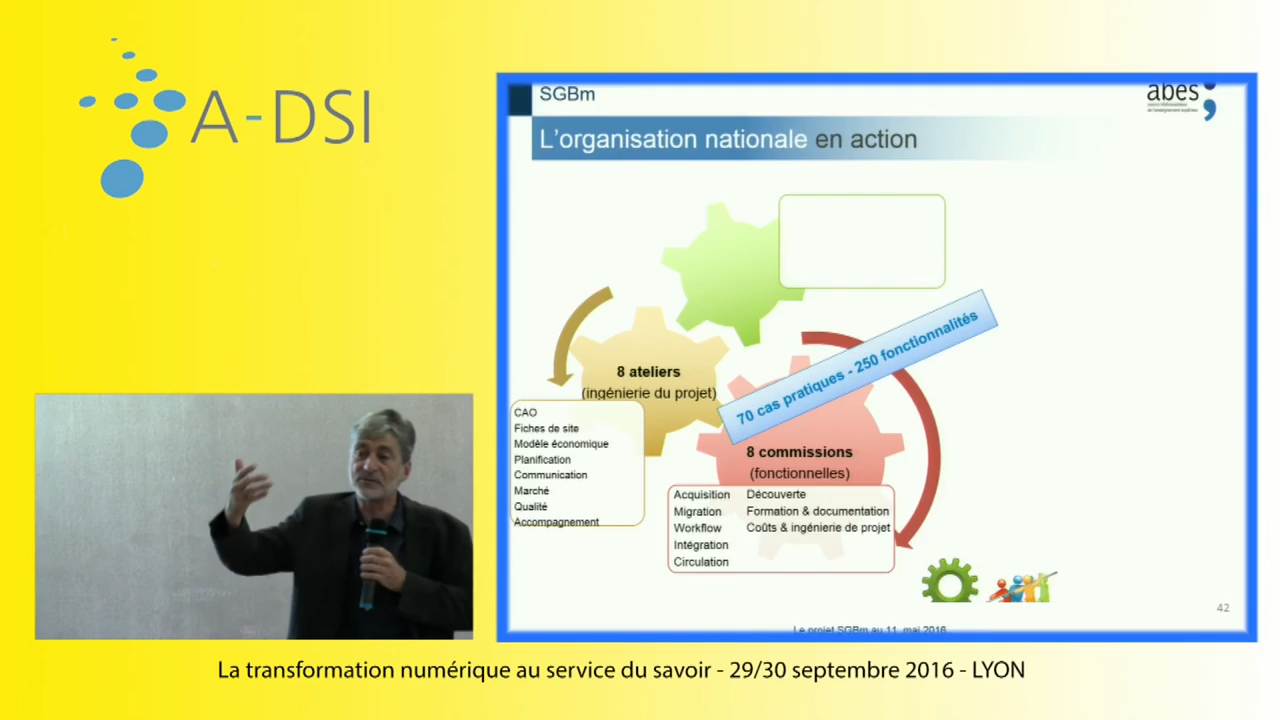 A-DSI
SGBm
abes
L'organisation nationale en action
70 cas pratiques - 250 fonctionnalités
8 ateliers
(ingénierie du projet)
CAO
Fiches de site
Modèle économique
Planification
Communication
Marché
Qualité
Accompagnement
8 commissions
(fonctionnelles)
Acquisition
Migration
Workflow
Intégration
Circulation
Découverte
Formation & documentation
Coûts & ingénierie de projet
42
Le projet SGBm au 11 mai 2016
La transformation numérique au service du savoir - 29/30 septembre 2016 - LYON